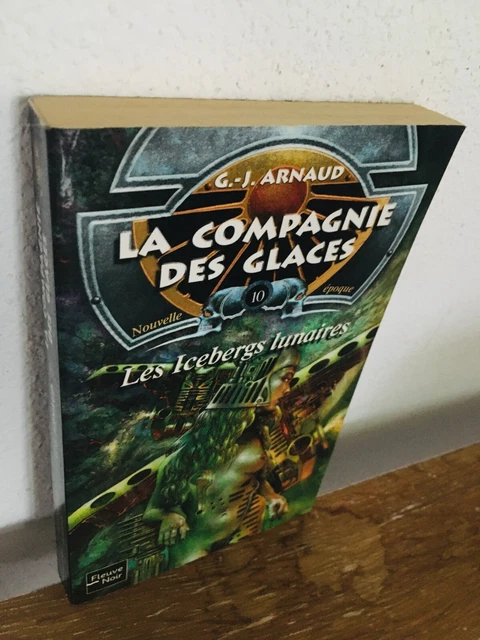 G.-J. ARNAUD
LA COMPAGNIE
DES GLACES
Nouvelle 10 époque
Les Icebergs lunaires
Fleuve
Noir